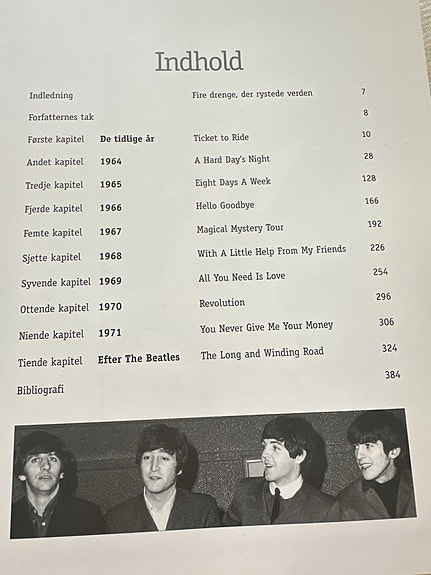 Indhold
Indledning Fire drenge, der rystede verden 7
Forfatternes tak 8
Første kapitel De tidlige år Ticket to Ride 10
Andet kapitel 1964 A Hard Day's Night 28
Tredje kapitel 1965 Eight Days A Week 128
Fjerde kapitel 1966 Hello Goodbye 166
Femte kapitel 1967 Magical Mystery Tour 192
Sjette kapitel 1968 With A Little Help From My Friends 226
Syvende kapitel 1969 All You Need Is Love 254
Ottende kapitel 1970 Revolution 296
Niende kapitel 1971 You Never Give Me Your Money 306
Tiende kapitel Efter The Beatles The Long and Winding Road 324
Bibliografi 384